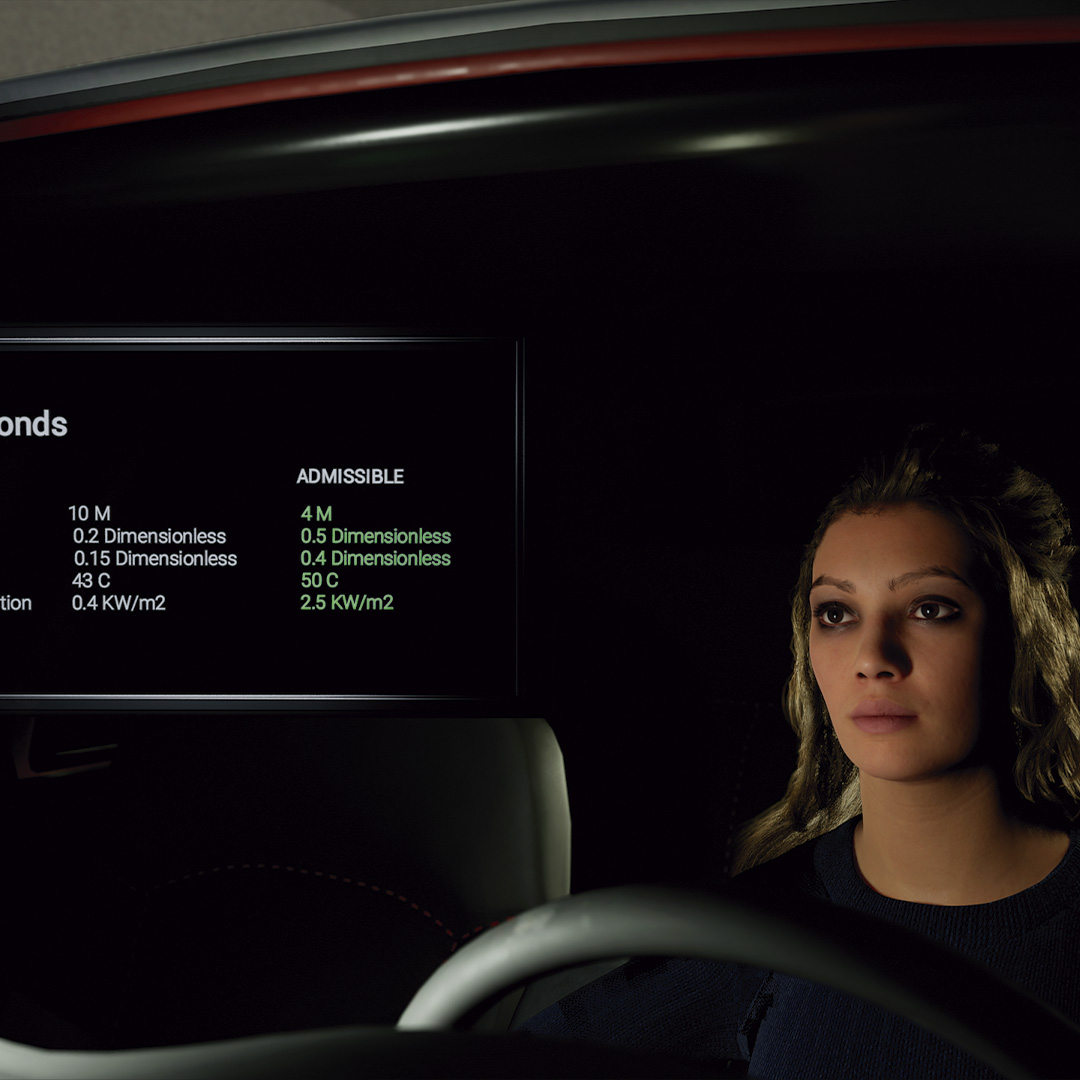 onds
ADMISSIBLE
10 M 4 M
0.2 Dimensionless 0.5 Dimensionless
0.15 Dimensionless 0.4 Dimensionless
43 C 50 C
tion 0.4 KW/m2 2.5 KW/m2